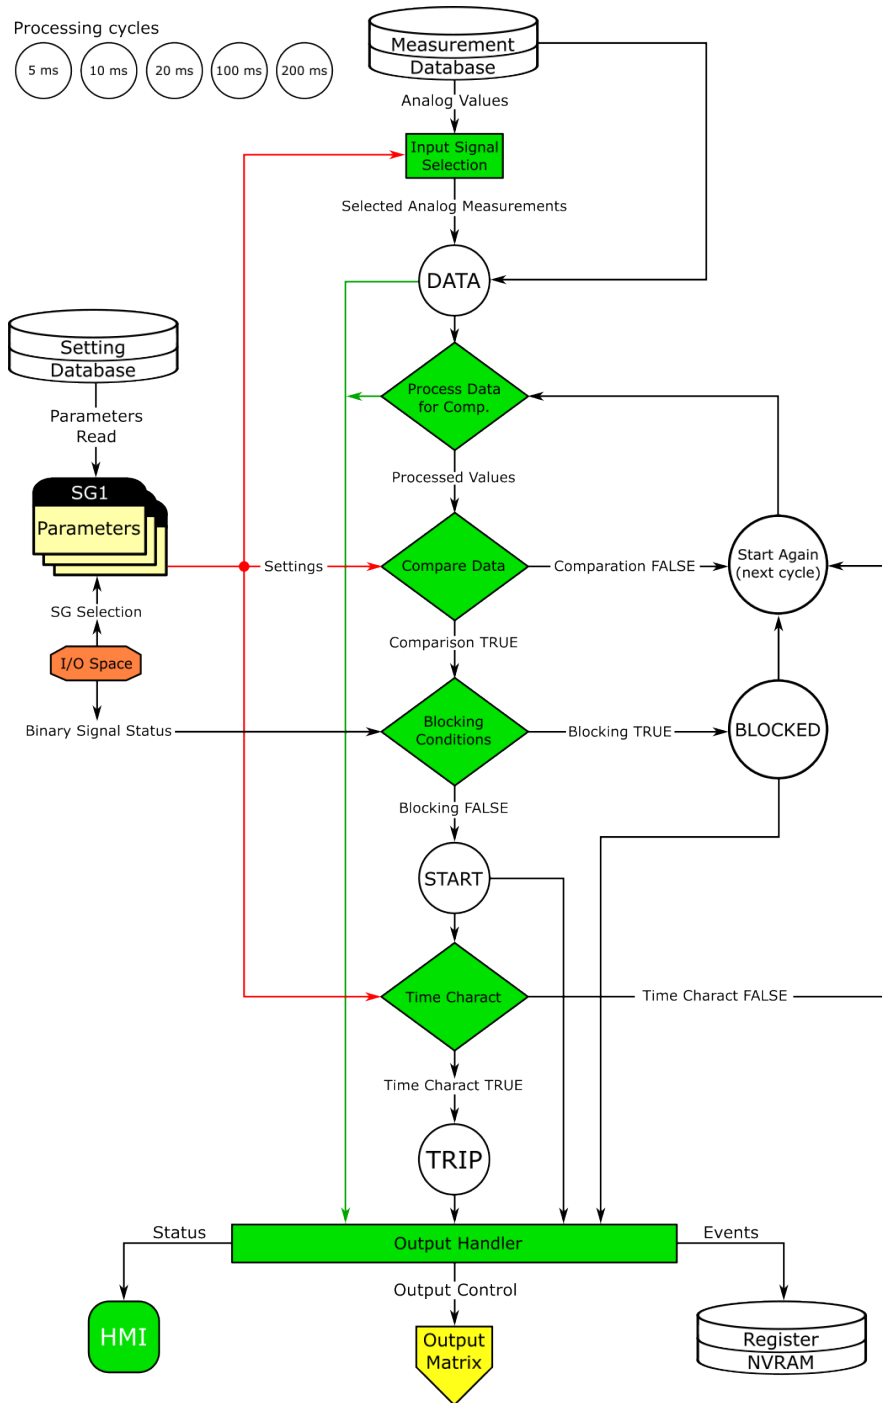 Processing cycles
5 ms
10 ms
20 ms
100 ms
200 ms
Measurement
Database
Analog Values
Input Signal
Selection
Selected Analog Measurements
DATA
Setting
Database
Process Data
for Comp.
Parameters
Read
Processed Values
SG1
Parameters
Settings
Compare Data
Comparation FALSE
Start Again
(next cycle)
SG Selection
Comparison TRUE
I/O Space
Binary Signal Status
Blocking
Conditions
Blocking TRUE
BLOCKED
Blocking FALSE
START
Time Charact
Time Charact FALSE
Time Charact TRUE
TRIP
Status
Output Handler
Events
Output Control
HMI
Output
Matrix
Register
NVRAM